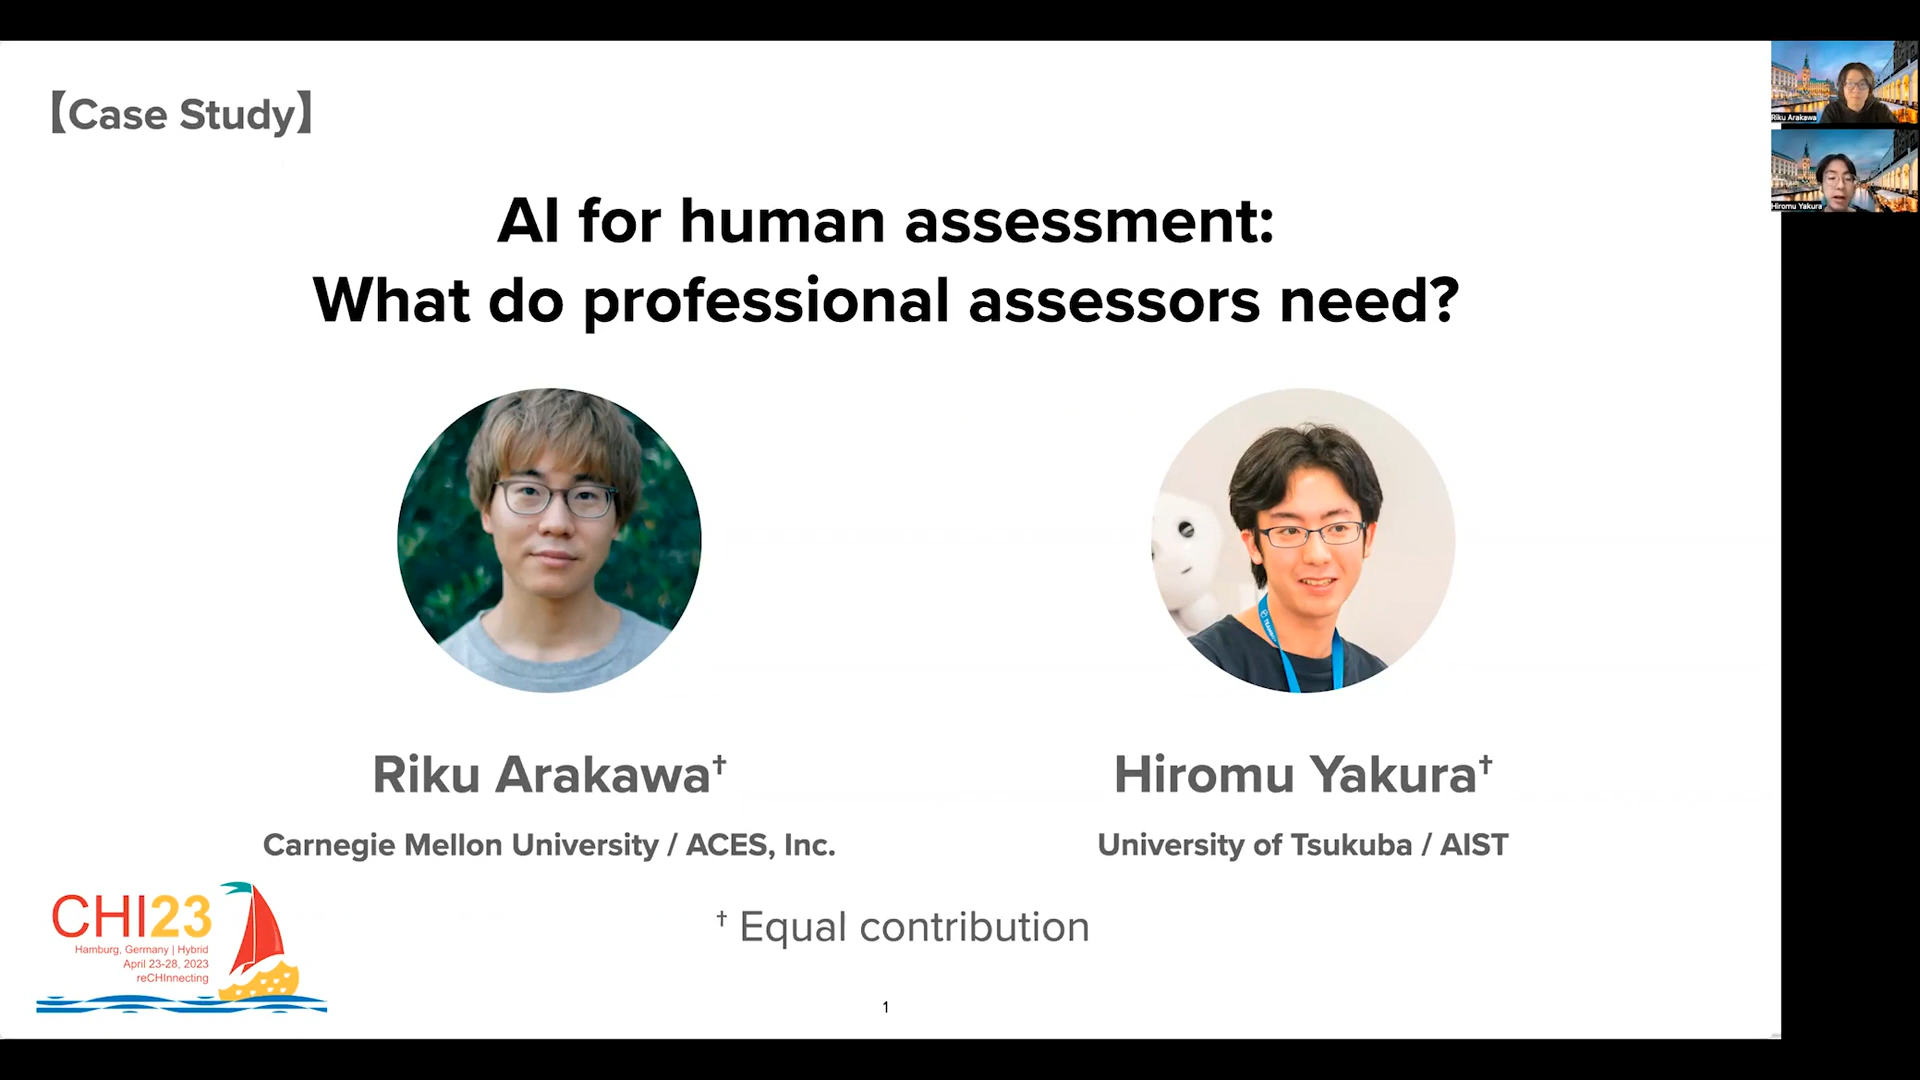 【Case Study】
AI for human assessment:
What do professional assessors need?
Riku Arakawa†
Carnegie Mellon University / ACES, Inc.
Hiromu Yakura†
University of Tsukuba / AIST
† Equal contribution
CHI23
Hamburg, Germany | Hybrid
April 23-28, 2023
reCHInnecting
1
Riku Arakawa
Hiromu Yakura